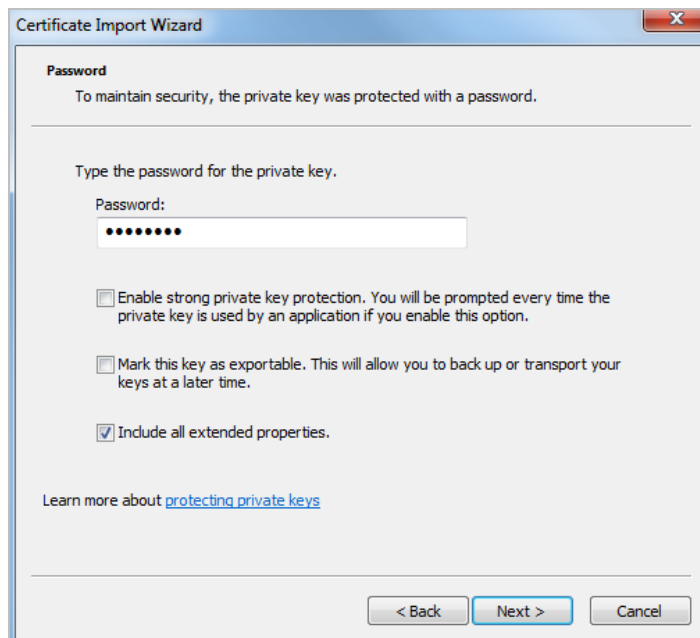 Certificate Import Wizard
Password
To maintain security, the private key was protected with a password.
Type the password for the private key.
Password:
••••••••
Enable strong private key protection. You will be prompted every time the
private key is used by an application if you enable this option.
Mark this key as exportable. This will allow you to back up or transport your
keys at a later time.
Include all extended properties.
Learn more about protecting private keys
< Back Next > Cancel